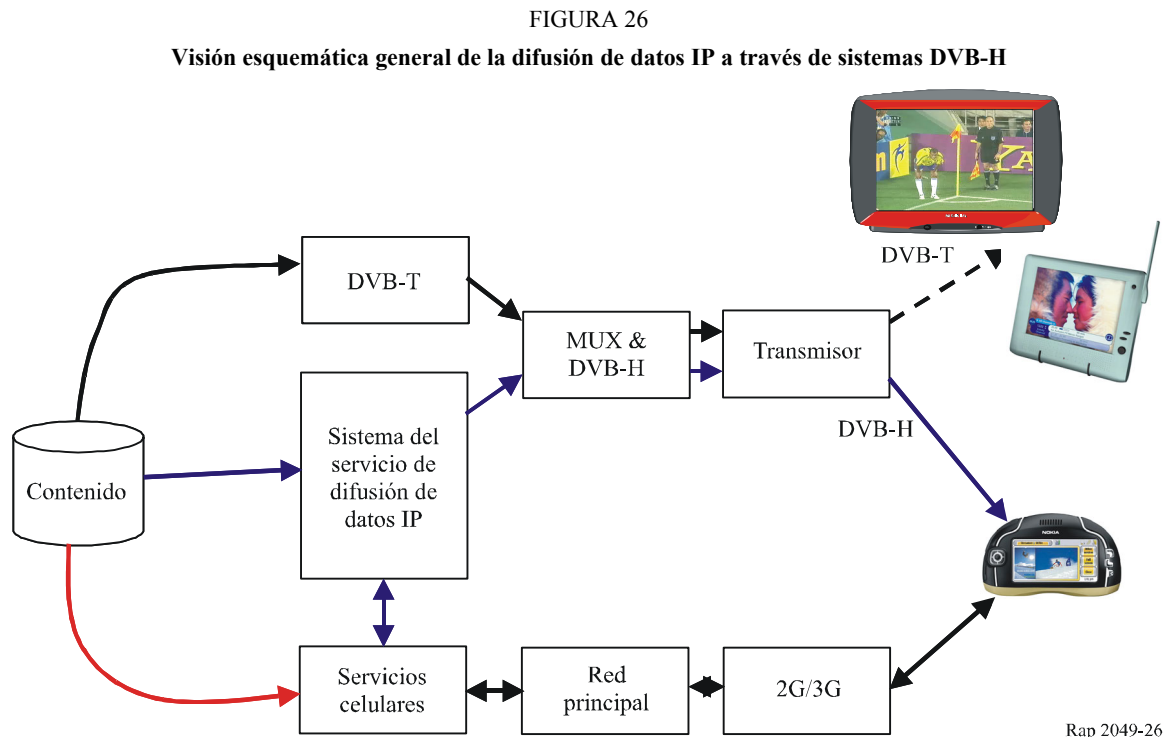 FIGURA 26
Visión esquemática general de la difusión de datos IP a través de sistemas DVB-H
DVB-T
DVB-T
MUX &
DVB-H
Transmisor
DVB-H
Contenido
Sistema del
servicio de
difusión de
datos IP
NOKIA
Servicios
celulares
Red
principal
2G/3G
Rap 2049-26